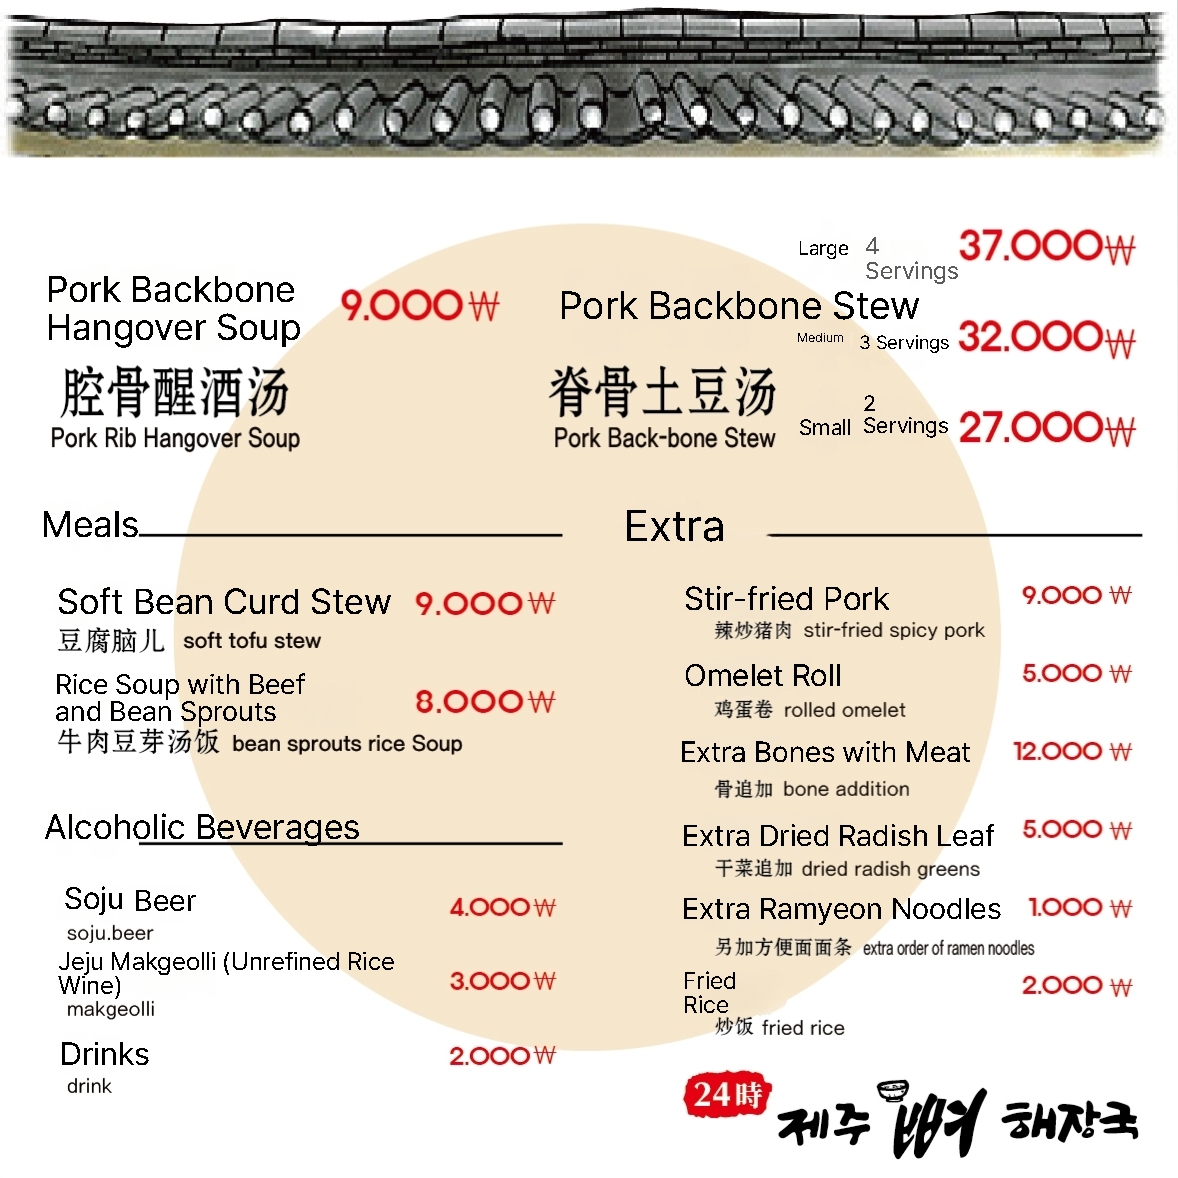 Pork Backbone
Hangover Soup
9.000₩
腔骨醒酒汤
Pork Rib Hangover Soup
Pork Backbone Stew
脊骨土豆汤
Pork Back-bone Stew
Large 4 Servings 37.000₩
Medium 3 Servings 32.000₩
Small 2 Servings 27.000₩
Meals
Soft Bean Curd Stew 9.000₩
豆腐脑儿 soft tofu stew
Rice Soup with Beef
and Bean Sprouts
8.000₩
牛肉豆芽汤饭 bean sprouts rice Soup
Alcoholic Beverages
Soju Beer 4.000₩
soju.beer
Jeju Makgeolli (Unrefined Rice
Wine)
3.000₩
makgeolli
Drinks 2.000₩
drink
Extra
Stir-fried Pork 9.000 ₩
辣炒猪肉 stir-fried spicy pork
Omelet Roll 5.000 ₩
鸡蛋卷 rolled omelet
Extra Bones with Meat 12.000 ₩
骨追加 bone addition
Extra Dried Radish Leaf 5.000 ₩
干菜追加 dried radish greens
Extra Ramyeon Noodles 1.000 ₩
另加方便面面条 extra order of ramen noodles
Fried
Rice
2.000 ₩
炒饭 fried rice
24時
제주 뼈 해장국